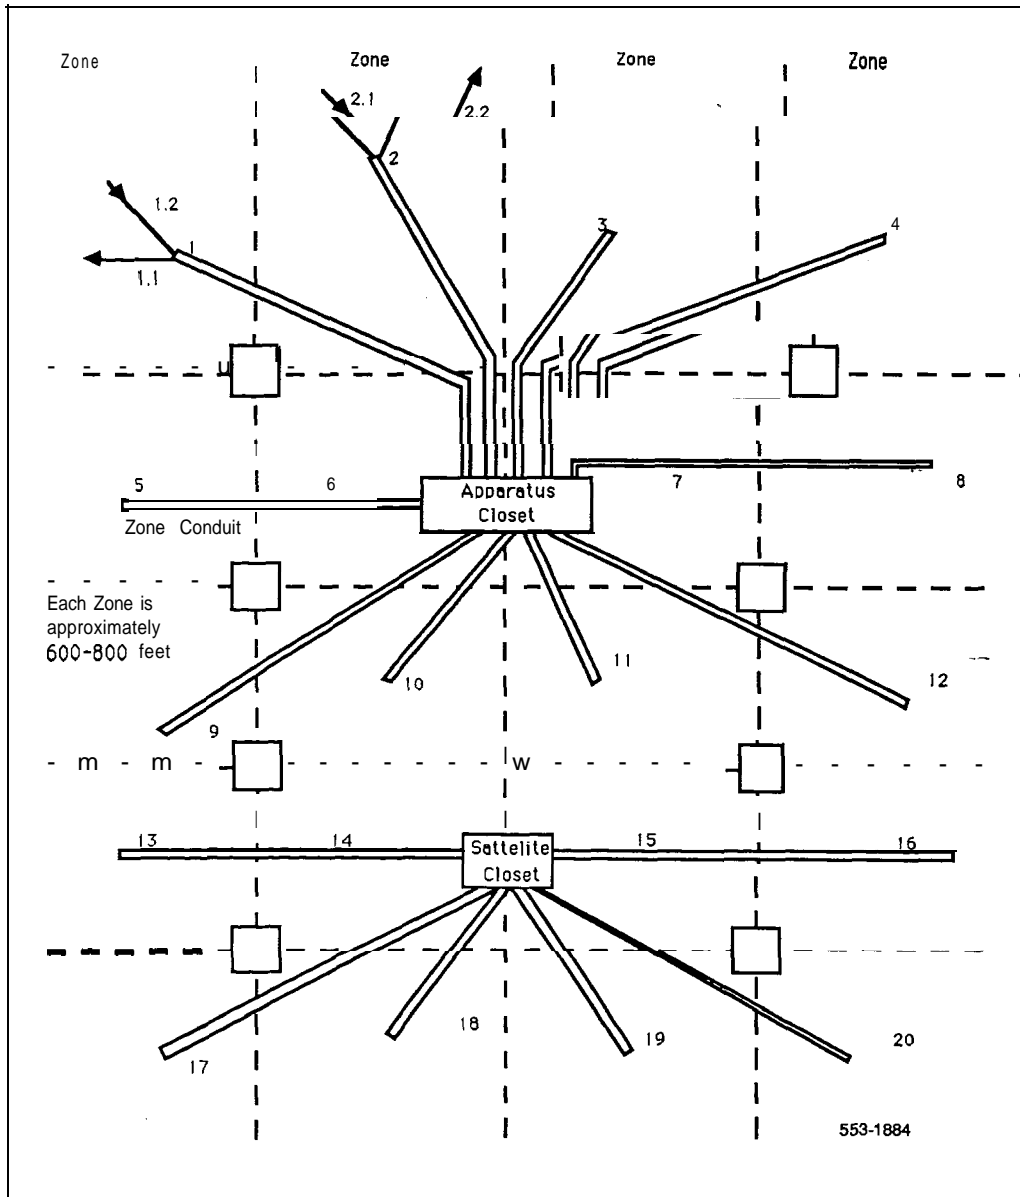 Zone Zone Zone Zone
2.1
2.2
2
1.2
3
4
1
1.1
u
5 6 Apparatus 7 8
Closet
Zone Conduit
Each Zone is
approximately
600-800 feet
10 11 12
9
m m w
13 14 15 16
Sattelite
Closet
18 19 20
17
553-1884